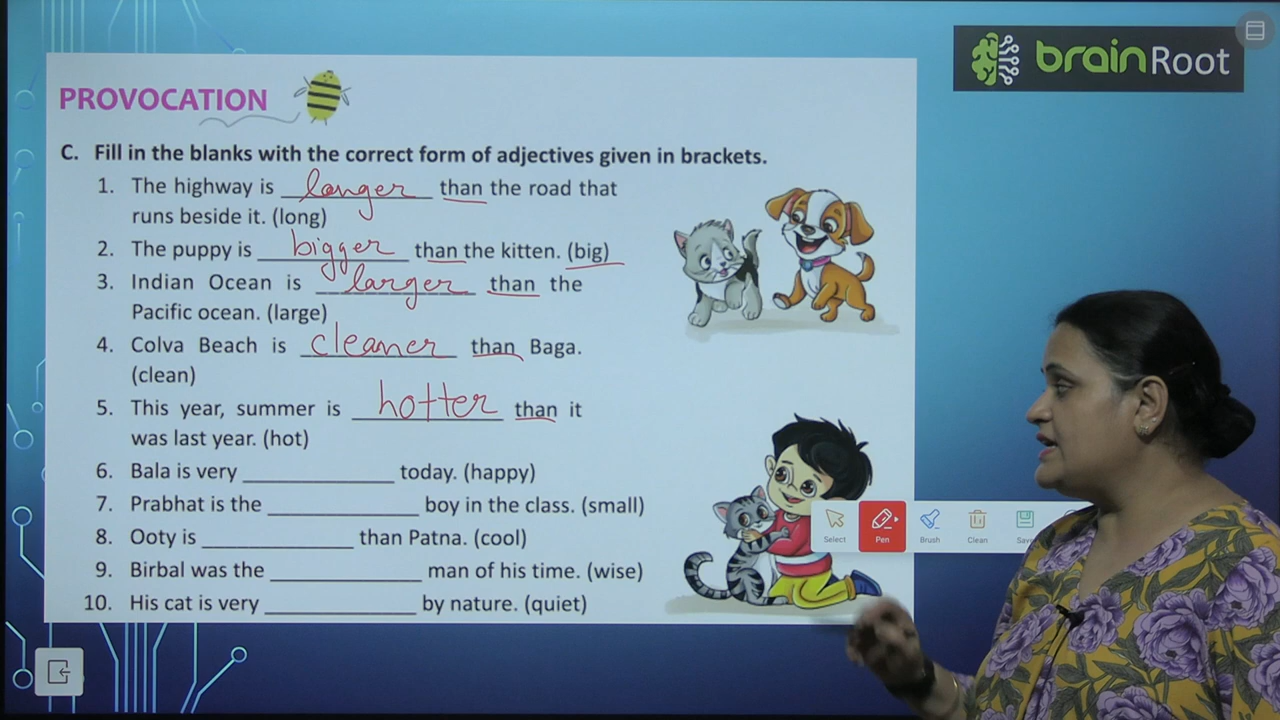 brainRoot
PROVOCATION
C. Fill in the blanks with the correct form of adjectives given in brackets.
1. The highway is longer than the road that
runs beside it. (long)
2. The puppy is bigger than the kitten. (big)
3. Indian Ocean is larger than the
Pacific ocean. (large)
4. Colva Beach is cleaner than Baga.
(clean)
5. This year, summer is hotter than it
was last year. (hot)
6. Bala is very ____________ today. (happy)
7. Prabhat is the ____________ boy in the class. (small)
8. Ooty is ____________ than Patna. (cool)
9. Birbal was the ____________ man of his time. (wise)
10. His cat is very ____________ by nature. (quiet)
Select Pen Brush Clean Save